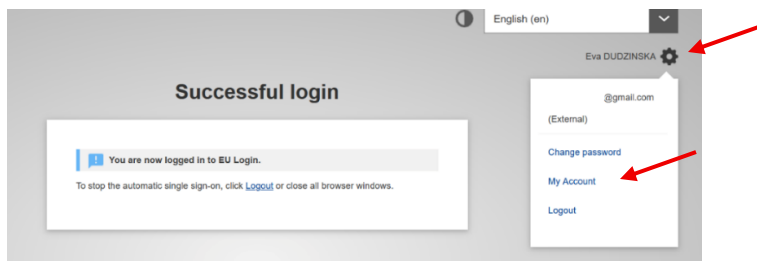 English (en)
Eva DUDZINSKA
Successful login
@gmail.com
(External)
You are now logged in to EU Login.
Change password
To stop the automatic single sign-on, click Logout or close all browser windows.
My Account
Logout